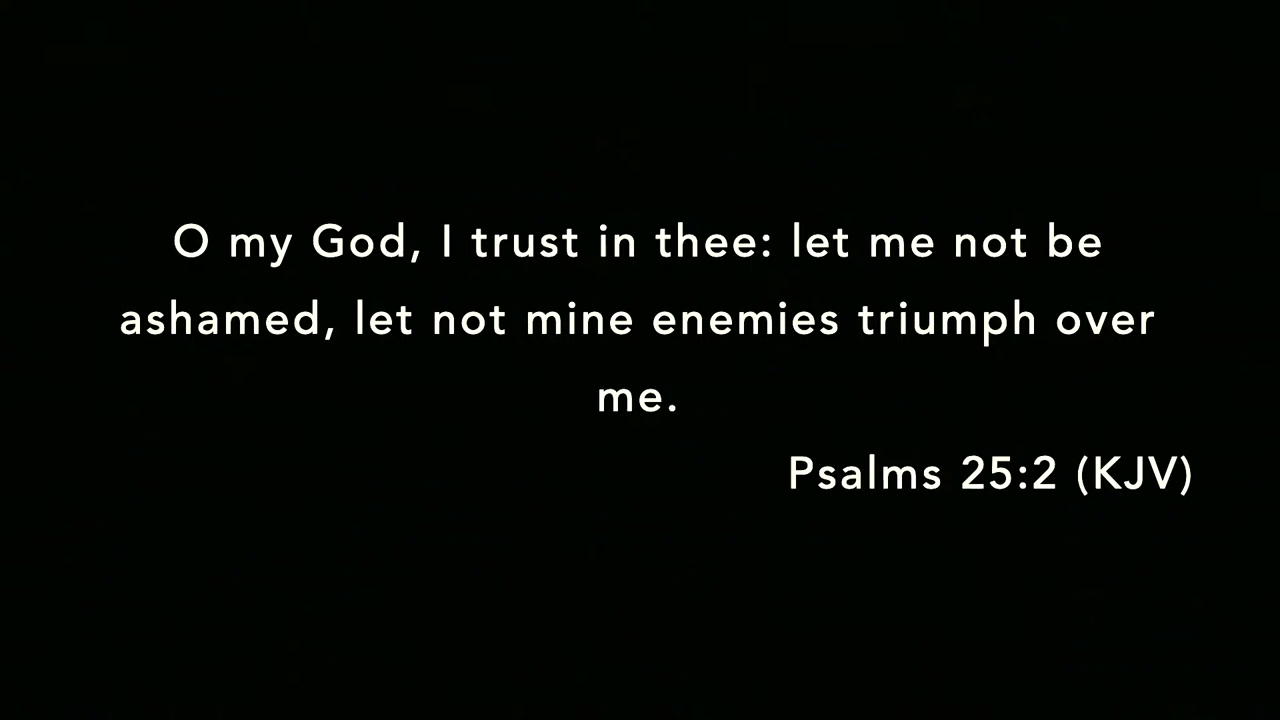 O my God, I trust in thee: let me not be
ashamed, let not mine enemies triumph over
me.
Psalms 25:2 (KJV)